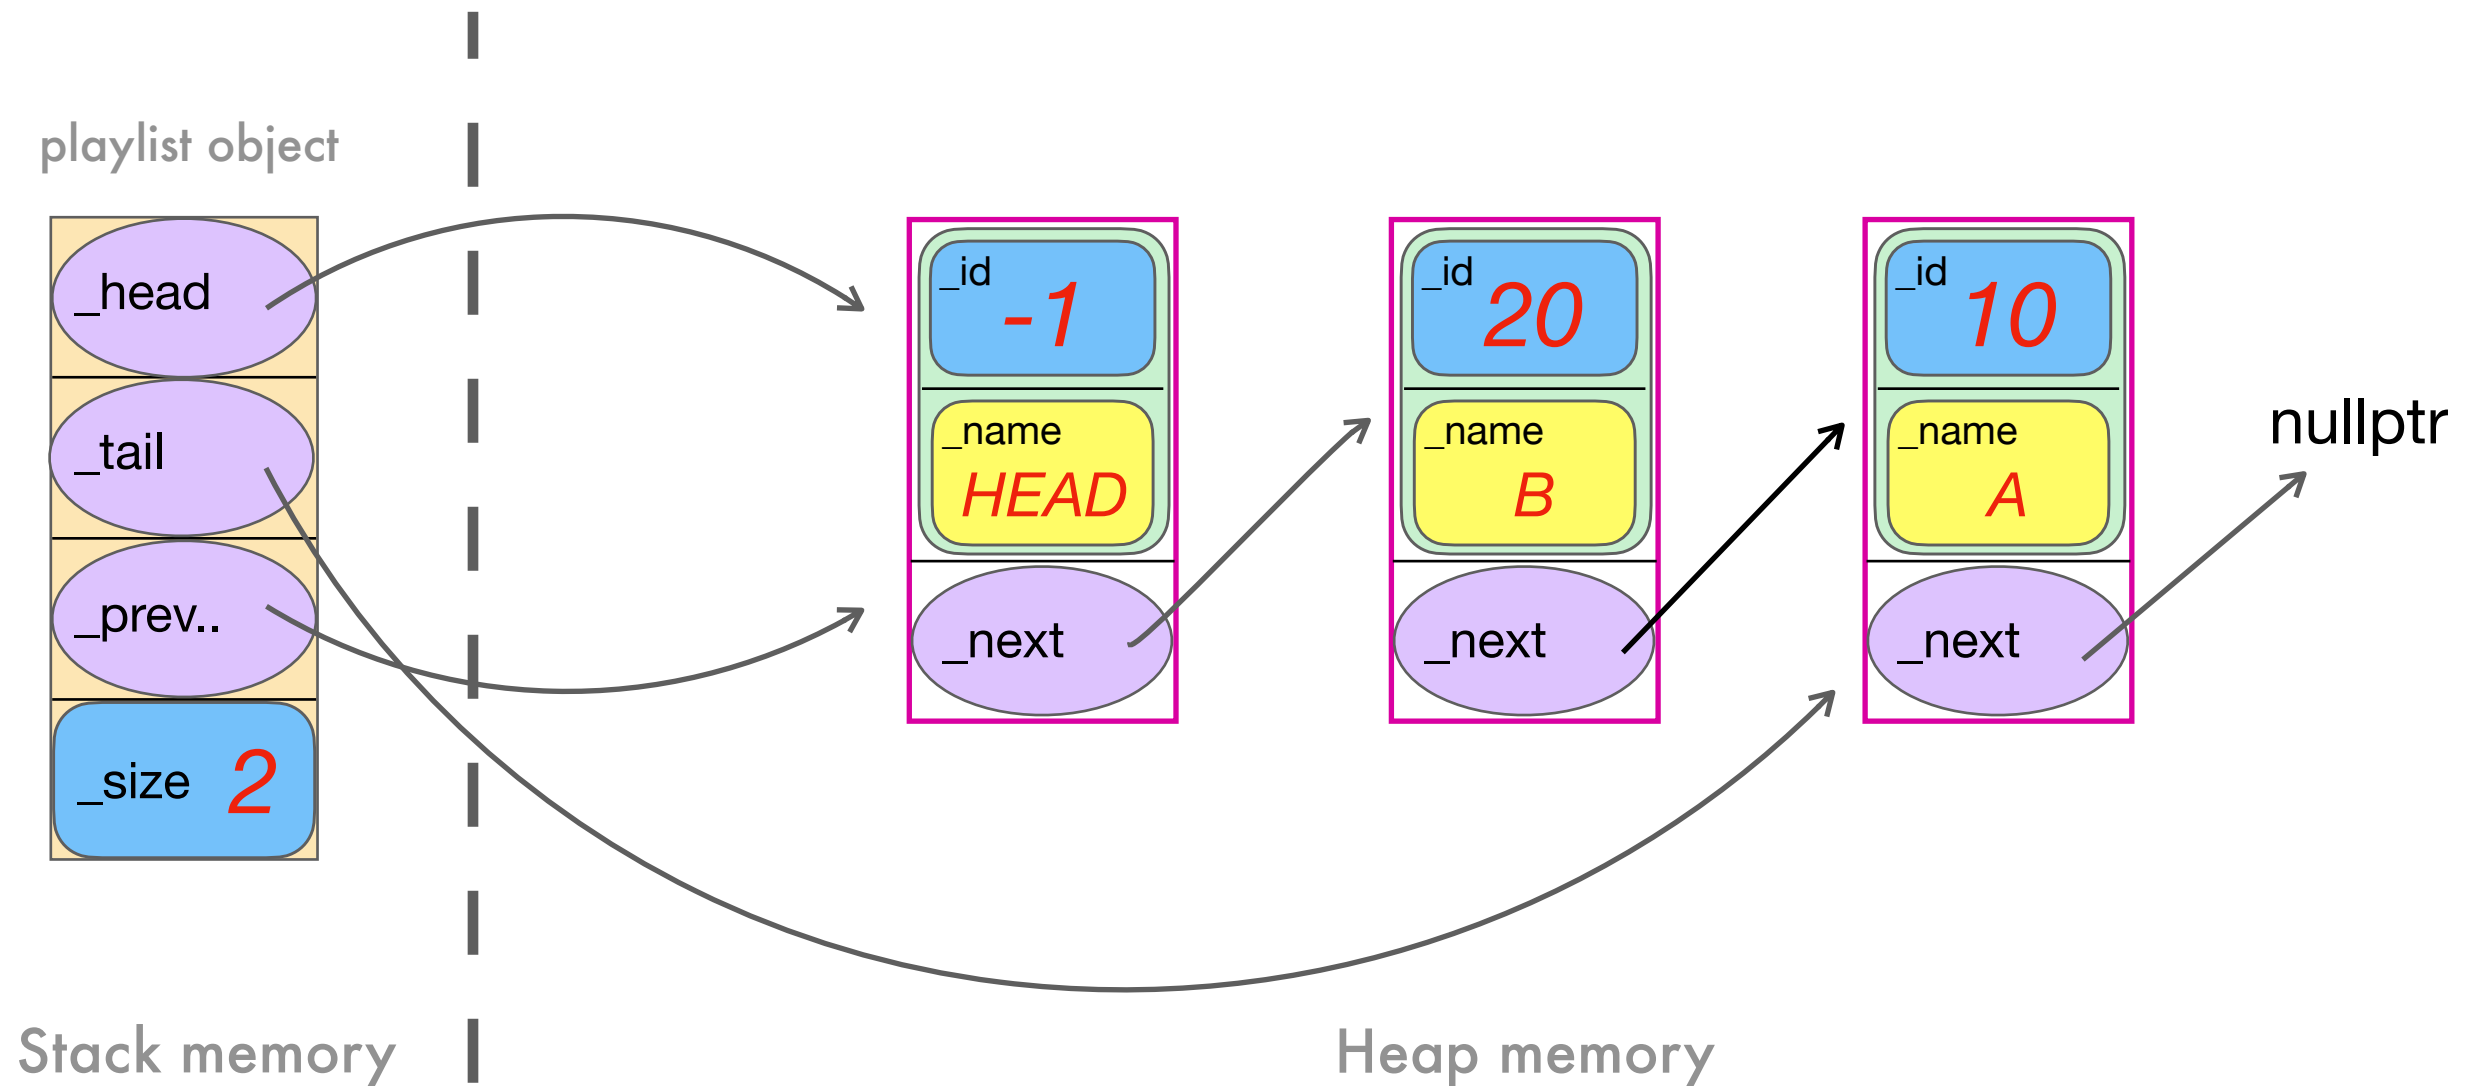 playlist object
_head
_tail
_prev..
_size 2
_id
-1
_name
HEAD
_next
_id
20
_name
B
_next
_id
10
_name
A
_next
nullptr
Stack memory
Heap memory